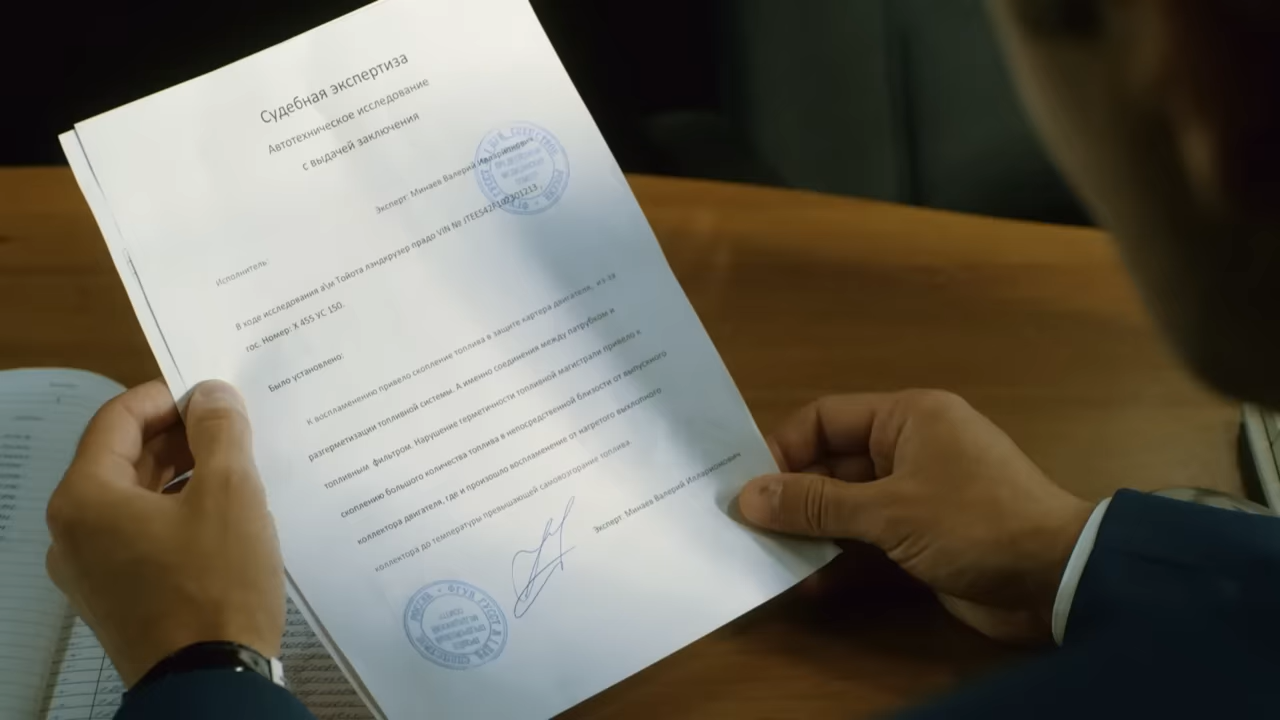 Судебная экспертиза
Автотехническое исследование
с выдачей заключения
Эксперт: Минаев Валерий Илларионович
Исполнитель:
В ходе исследования а\м Тойота лэндкрузер прадо VIN №
гос. Номер: Х 455 УС 150.
Было установлено:
К воспламенению привело скопление топлива в защите картера двигателя, из-за
разгерметизации топливной системы. А именно соединения между патрубком и
топливным фильтром. Нарушение герметичности топливной магистрали привело к
скоплению большого количества топлива в непосредственной близости от выпускного
коллектора двигателя, где и произошло воспламенение от нагретого выхлопного
коллектора до температуры превышающей самовозгорание топлива.
Эксперт: Минаев Валерий Илларионович